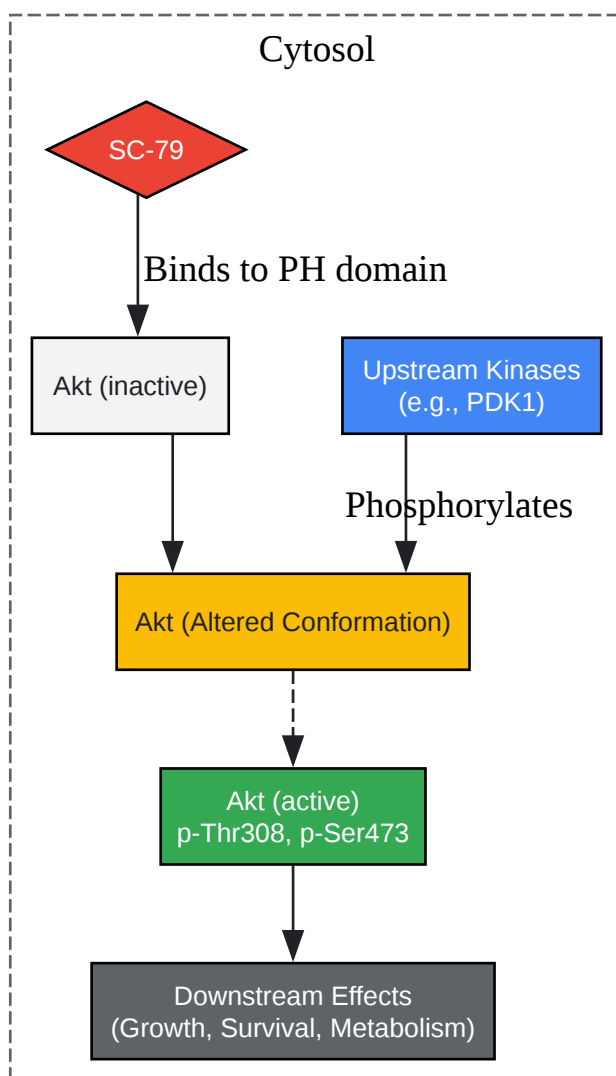 Cytosol
SC-79
Binds to PH domain
Akt (inactive)
Upstream Kinases
(e.g., PDK1)
Phosphorylates
Akt (Altered Conformation)
Akt (active)
p-Thr308, p-Ser473
Downstream Effects
(Growth, Survival, Metabolism)